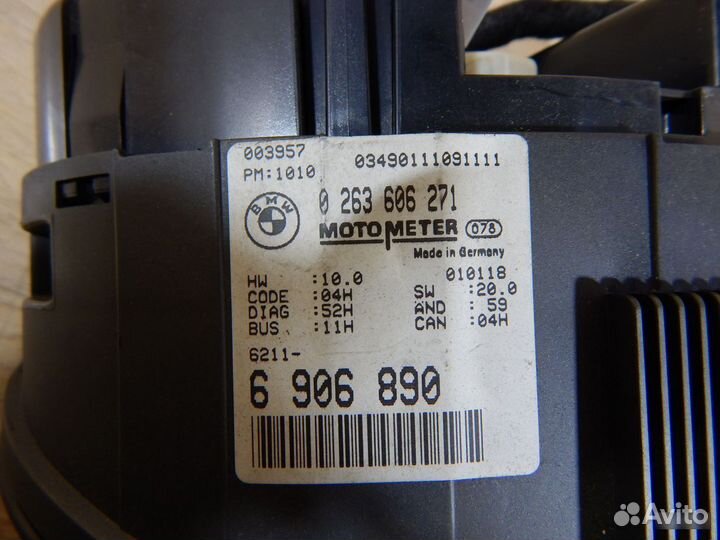 003957 03490111091111
PM:1010
BMW 0 263 606 271
MOTOMETER 078
Made in Germany
010118
HW :10.0 SW :20.0
CODE :04H ÄND : 59
DIAG :52H CAN :04H
BUS :11H
6211-
6 906 890
Avito